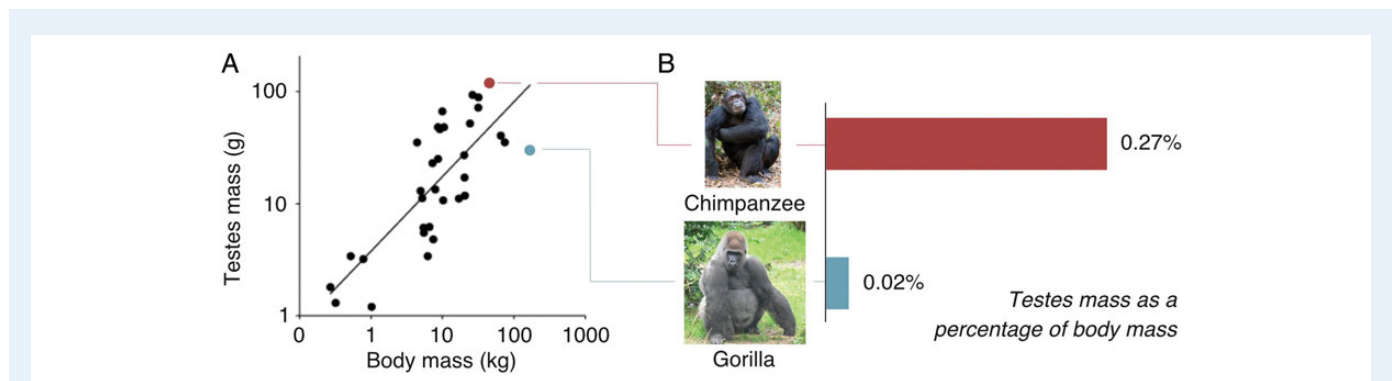 A
Testes mass (g)
100
10
1
0
1
10
100
1000
Body mass (kg)
B
Chimpanzee
0.27%
Gorilla
0.02%
Testes mass as a
percentage of body mass